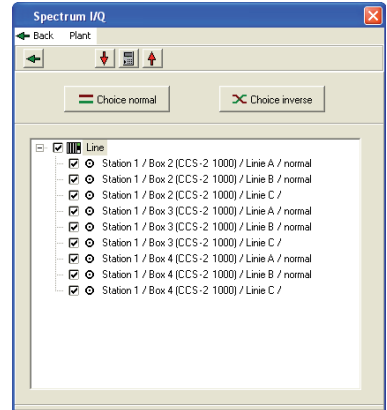 Spectrum I/Q
Back Plant
Choice normal Choice inverse
Line
Station 1 / Box 2 (CCS-2 1000) / Linie A / normal
Station 1 / Box 2 (CCS-2 1000) / Linie B / normal
Station 1 / Box 2 (CCS-2 1000) / Linie C /
Station 1 / Box 3 (CCS-2 1000) / Linie A / normal
Station 1 / Box 3 (CCS-2 1000) / Linie B / normal
Station 1 / Box 3 (CCS-2 1000) / Linie C /
Station 1 / Box 4 (CCS-2 1000) / Linie A / normal
Station 1 / Box 4 (CCS-2 1000) / Linie B / normal
Station 1 / Box 4 (CCS-2 1000) / Linie C /